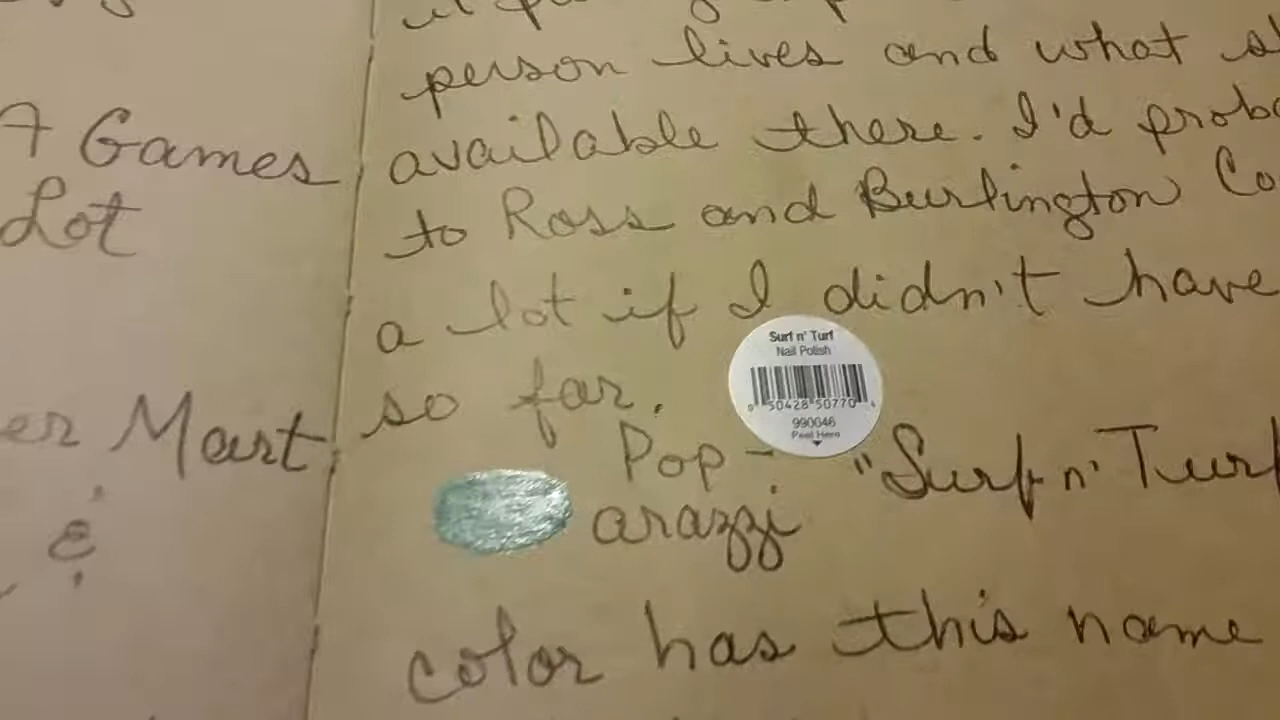 7 Games
Lot
er Mart
&
person lives and what s
available there. I'd prob
to Ross and Burlington Co
a lot if I didn't have
so far.
Surf n' Turf
Nail Polish
990046
Peel Here
Pop- "Surf n' Turf
arazzi
color has this name